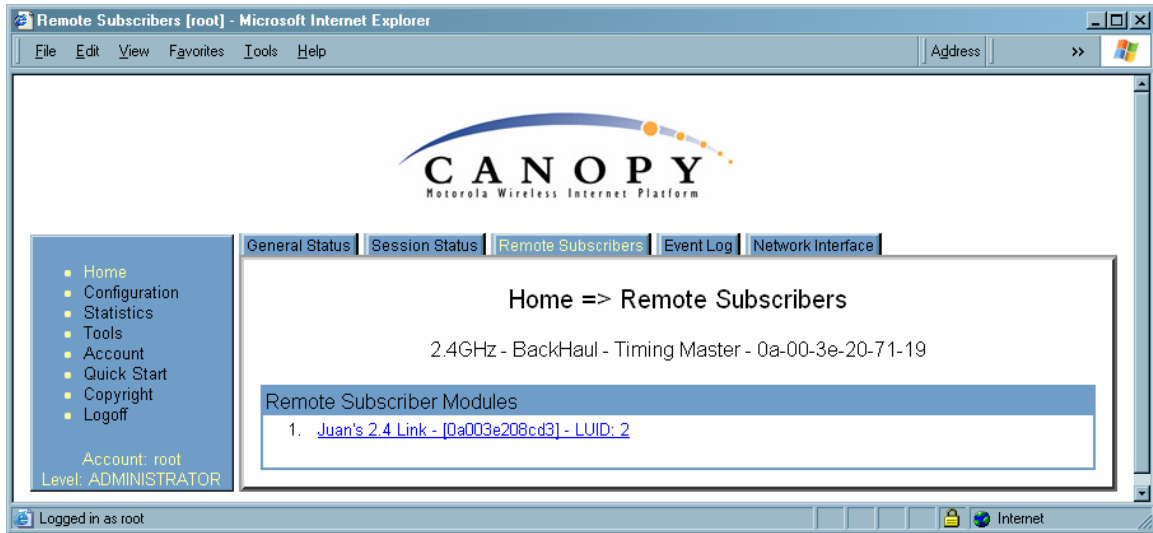 Remote Subscribers [root] - Microsoft Internet Explorer
File Edit View Favorites Tools Help Address »
CANOPY
Motorola Wireless Internet Platform
General Status Session Status Remote Subscribers Event Log Network Interface
Home
Configuration
Statistics
Tools
Account
Quick Start
Copyright
Logoff
Account: root
Level: ADMINISTRATOR
Home => Remote Subscribers
2.4GHz - BackHaul - Timing Master - 0a-00-3e-20-71-19
Remote Subscriber Modules
1. Juan's 2.4 Link - [0a003e208cd3] - LUID: 2
Logged in as root Internet